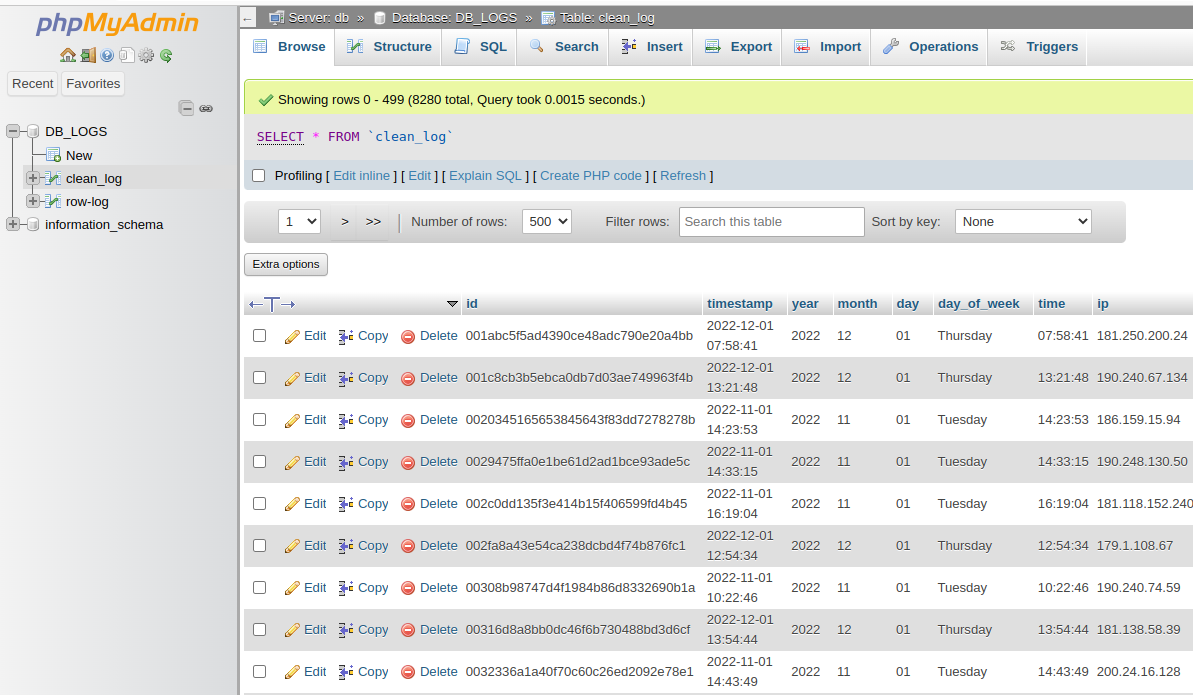 phpMyAdmin
Recent Favorites
DB_LOGS
New
clean_log
row-log
information_schema
Server: db » Database: DB_LOGS » Table: clean_log
Browse Structure SQL Search Insert Export Import Operations Triggers
Showing rows 0 - 499 (8280 total, Query took 0.0015 seconds.)
SELECT * FROM `clean_log`
Profiling [ Edit inline ] [ Edit ] [ Explain SQL ] [ Create PHP code ] [ Refresh ]
1 > >> | Number of rows: 500 Filter rows: Search this table Sort by key: None
Extra options
id timestamp year month day day_of_week time ip
Edit Copy Delete 001abc5f5ad4390ce48adc790e20a4bb 2022-12-01 07:58:41 2022 12 01 Thursday 07:58:41 181.250.200.24
Edit Copy Delete 001c8cb3b5ebca0db7d03ae749963f4b 2022-12-01 13:21:48 2022 12 01 Thursday 13:21:48 190.240.67.134
Edit Copy Delete 0020345165653845643f83dd7278278b 2022-11-01 14:23:53 2022 11 01 Tuesday 14:23:53 186.159.15.94
Edit Copy Delete 0029475ffa0e1be61d2ad1bce93ade5c 2022-11-01 14:33:15 2022 11 01 Tuesday 14:33:15 190.248.130.50
Edit Copy Delete 002c0dd135f3e414b15f406599fd4b45 2022-11-01 16:19:04 2022 11 01 Tuesday 16:19:04 181.118.152.240
Edit Copy Delete 002fa8a43e54ca238dcbd4f74b876fc1 2022-12-01 12:54:34 2022 12 01 Thursday 12:54:34 179.1.108.67
Edit Copy Delete 00308b98747d4f1984b86d8332690b1a 2022-11-01 10:22:46 2022 11 01 Tuesday 10:22:46 190.240.74.59
Edit Copy Delete 00316d8a8bb0dc46f6b730488bd3d6cf 2022-12-01 13:54:44 2022 12 01 Thursday 13:54:44 181.138.58.39
Edit Copy Delete 0032336a1a40f70c60c26ed2092e78e1 2022-11-01 14:43:49 2022 11 01 Tuesday 14:43:49 200.24.16.128